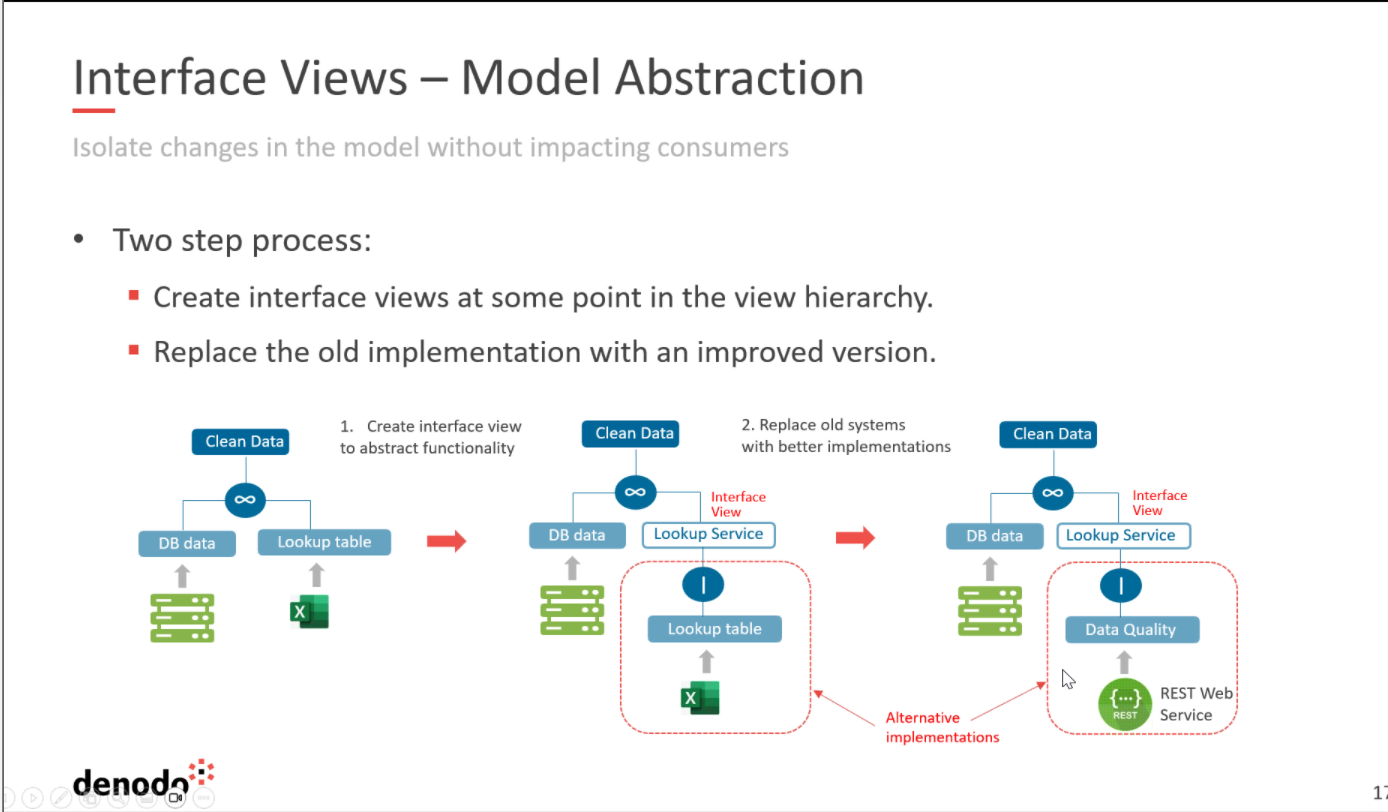 Interface Views – Model Abstraction
Isolate changes in the model without impacting consumers
• Two step process:
▪ Create interface views at some point in the view hierarchy.
▪ Replace the old implementation with an improved version.
Clean Data
DB data
Lookup table
X
1. Create interface view
to abstract functionality
Clean Data
Interface
View
DB data
Lookup Service
I
Lookup table
X
2. Replace old systems
with better implementations
Clean Data
Interface
View
DB data
Lookup Service
I
Data Quality
{···}
REST
REST Web
Service
Alternative
implementations
denodo
17